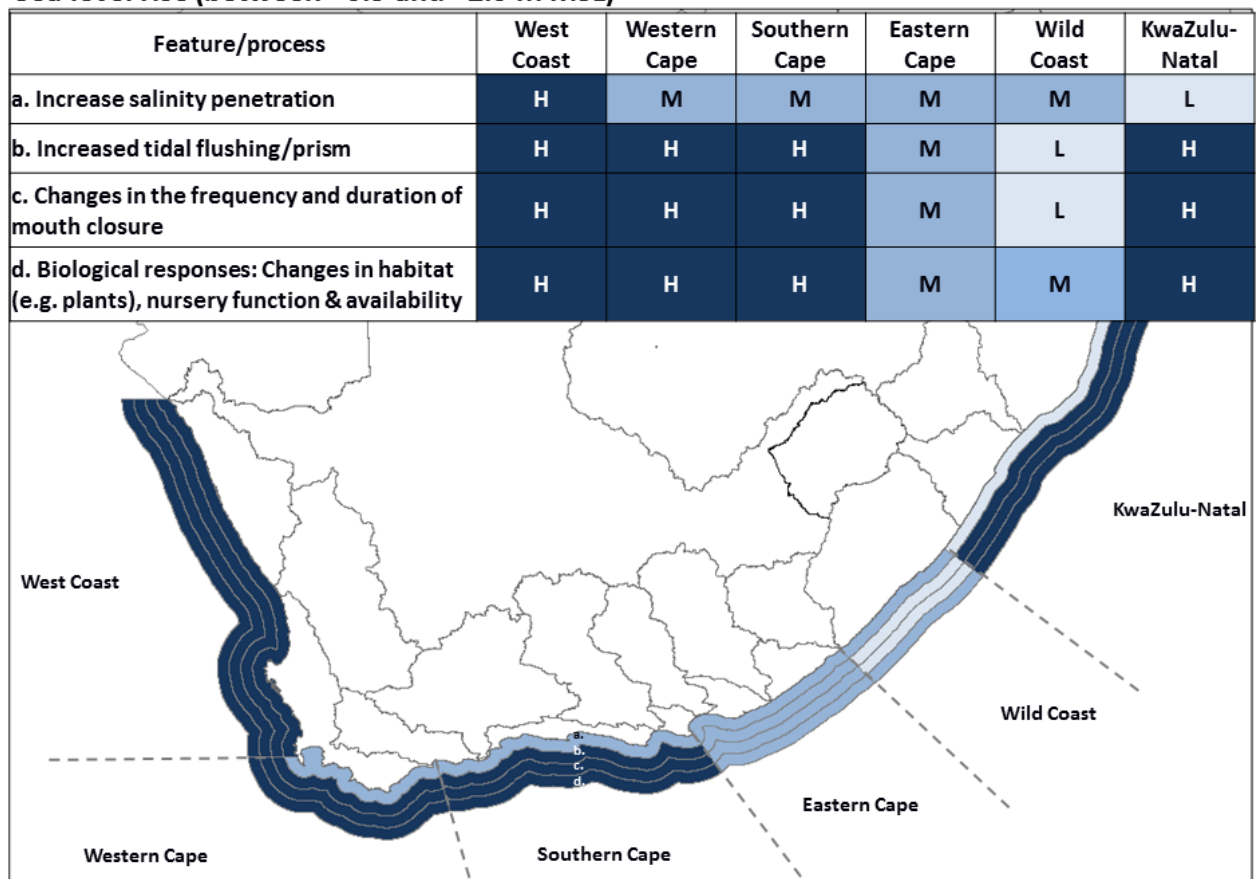 Feature/process West Coast Western Cape Southern Cape Eastern Cape Wild Coast KwaZulu-Natal
a. Increase salinity penetration H M M M M L
b. Increased tidal flushing/prism H H H M L H
c. Changes in the frequency and duration of
mouth closure H H H M L H
d. Biological responses: Changes in habitat
(e.g. plants), nursery function & availability H H H M M H
KwaZulu-Natal
West Coast
Wild Coast
a.
b.
c.
d.
Eastern Cape
Western Cape
Southern Cape